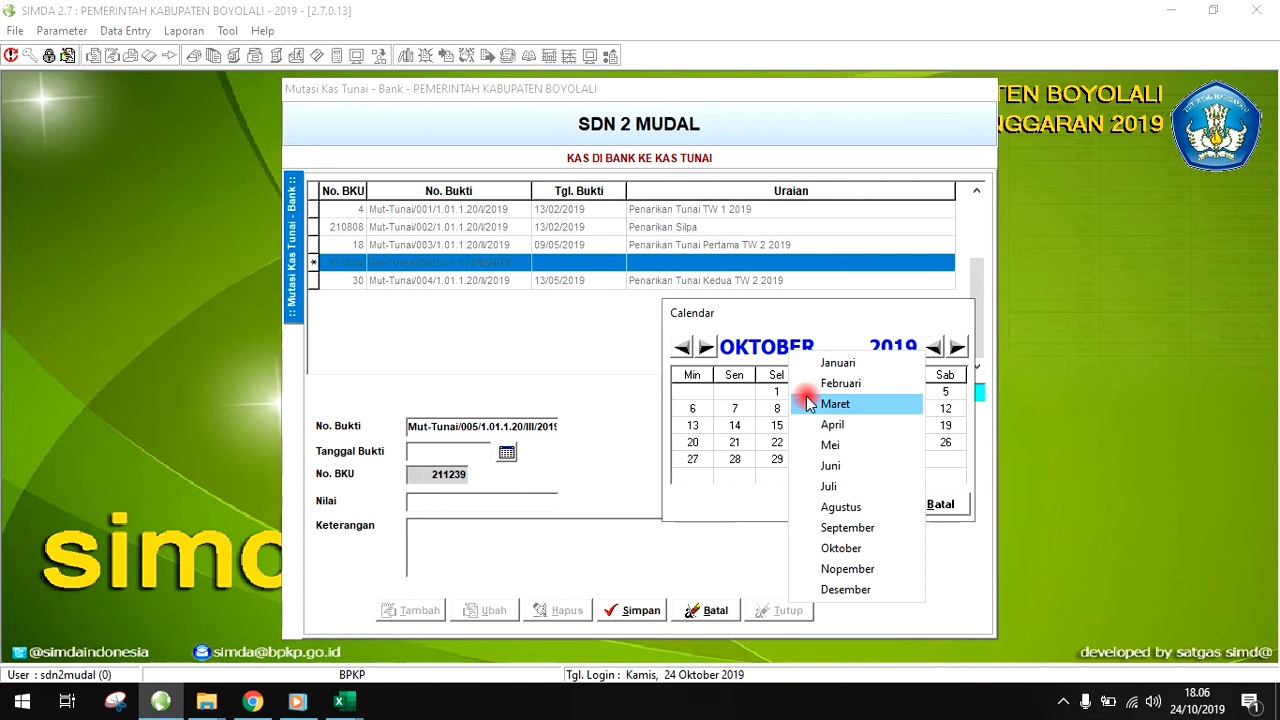 SIMDA 2.7 : PEMERINTAH KABUPATEN BOYOLALI - 2019 - [2.7.0.13]
File Parameter Data Entry Laporan Tool Help
TEN BOYOLALI
NGGARAN 2019
Mutasi Kas Tunai - Bank - PEMERINTAH KABUPATEN BOYOLALI
SDN 2 MUDAL
KAS DI BANK KE KAS TUNAI
:: Mutasi Kas Tunai - Bank ::
No. BKU No. Bukti Tgl. Bukti Uraian
4 Mut-Tunai/001/1.01.1.20/I/2019 13/02/2019 Penarikan Tunai TW 1 2019
210808 Mut-Tunai/002/1.01.1.20/I/2019 13/02/2019 Penarikan Silpa
18 Mut-Tunai/003/1.01.1.20/II/2019 09/05/2019 Penarikan Tunai Pertama TW 2 2019
30 Mut-Tunai/004/1.01.1.20/II/2019 13/05/2019 Penarikan Tunai Kedua TW 2 2019
Calendar
OKTOBER 2019
Min Sen Sel Sab
1 5
6 7 8 12
13 14 15 19
20 21 22 26
27 28 29
Batal
Januari
Februari
Maret
April
Mei
Juni
Juli
Agustus
September
Oktober
Nopember
Desember
No. Bukti Mut-Tunai/005/1.01.1.20/III/2019
Tanggal Bukti
No. BKU 211239
Nilai
Keterangan
Tambah Ubah Hapus Simpan Batal Tutup
simd
@simdaindonesia simda@bpkp.go.id developed by satgas simd@
User : sdn2mudal (0) BPKP Tgl. Login : Kamis, 24 Oktober 2019
18.06
24/10/2019
1